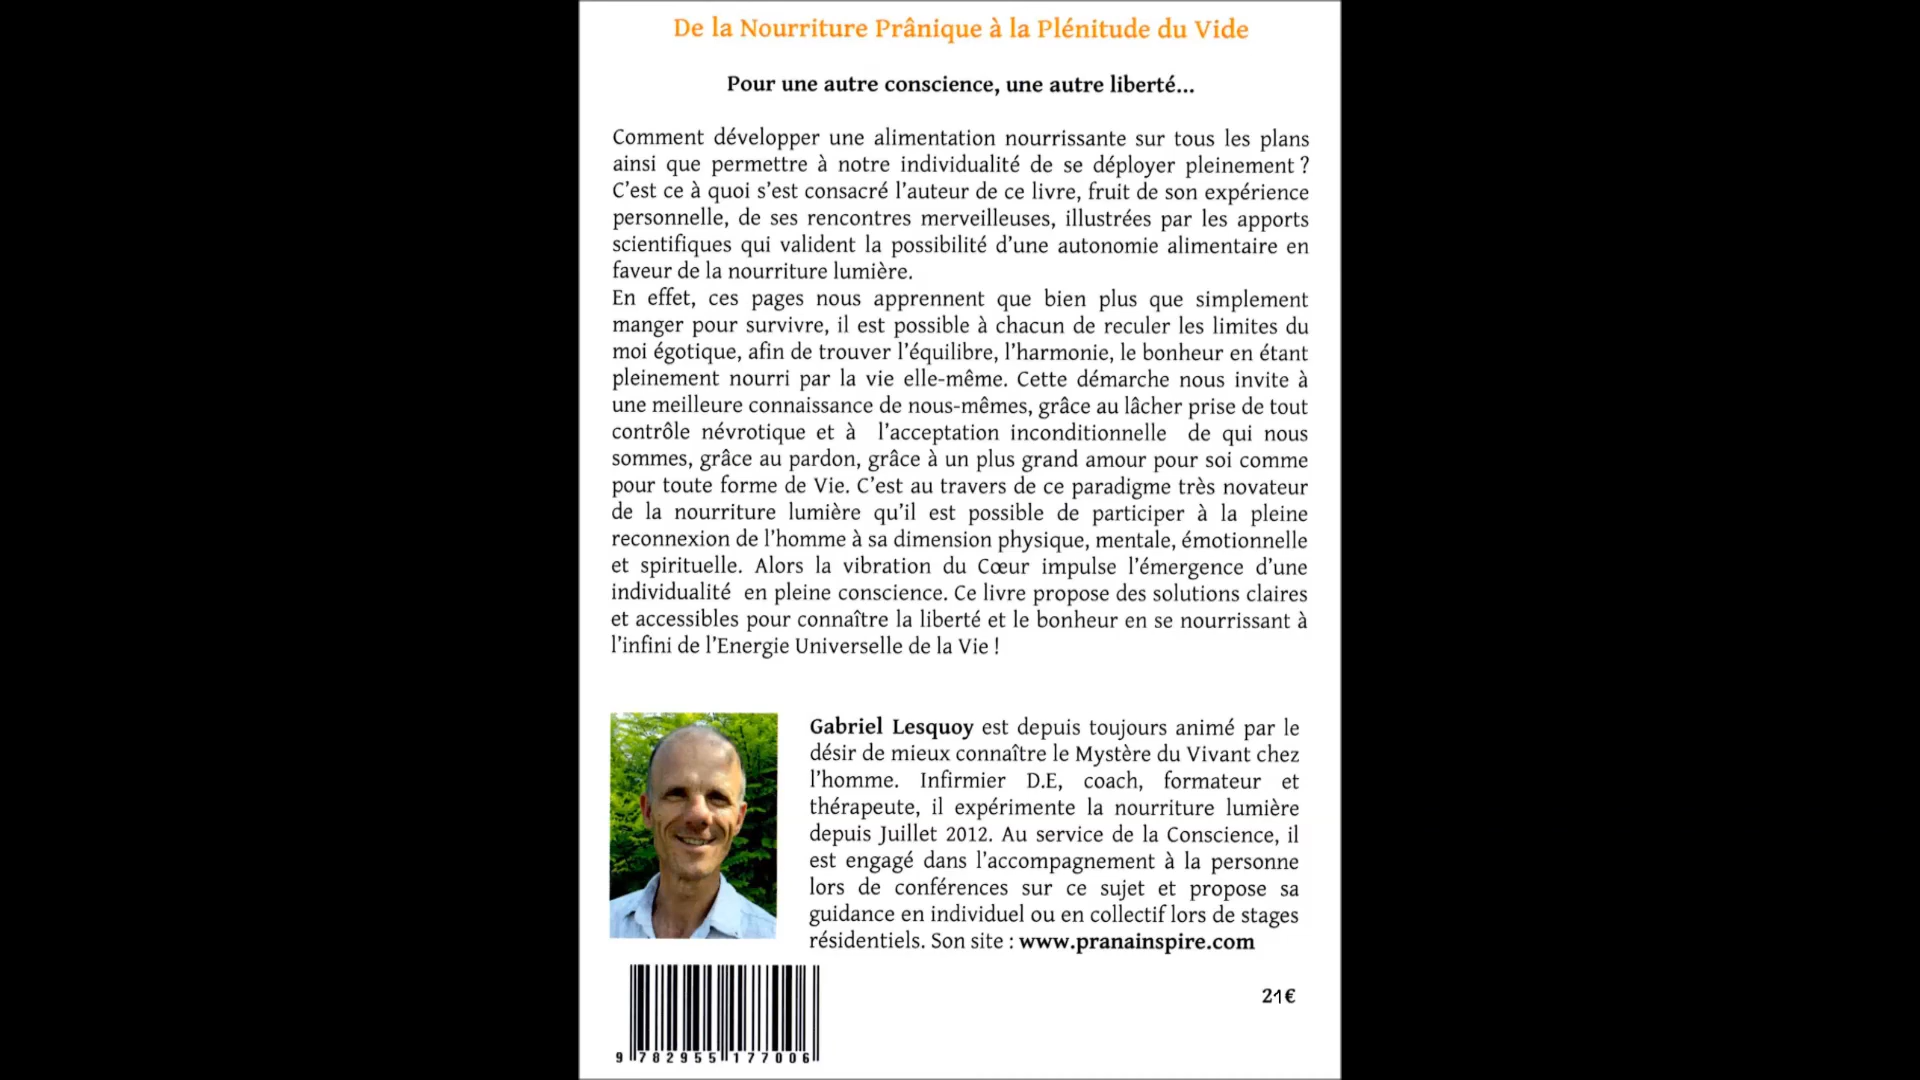 De la Nourriture Prânique à la Plénitude du Vide
Pour une autre conscience, une autre liberté...
Comment développer une alimentation nourrissante sur tous les plans
ainsi que permettre à notre individualité de se déployer pleinement ?
C’est ce à quoi s’est consacré l’auteur de ce livre, fruit de son expérience
personnelle, de ses rencontres merveilleuses, illustrées par les apports
scientifiques qui valident la possibilité d’une autonomie alimentaire en
faveur de la nourriture lumière.
En effet, ces pages nous apprennent que bien plus que simplement
manger pour survivre, il est possible à chacun de reculer les limites du
moi égotique, afin de trouver l’équilibre, l’harmonie, le bonheur en étant
pleinement nourri par la vie elle-même. Cette démarche nous invite à
une meilleure connaissance de nous-mêmes, grâce au lâcher prise de tout
contrôle névrotique et à l’acceptation inconditionnelle de qui nous
sommes, grâce au pardon, grâce à un plus grand amour pour soi comme
pour toute forme de Vie. C’est au travers de ce paradigme très novateur
de la nourriture lumière qu’il est possible de participer à la pleine
reconnexion de l’homme à sa dimension physique, mentale, émotionnelle
et spirituelle. Alors la vibration du Cœur impulse l’émergence d’une
individualité en pleine conscience. Ce livre propose des solutions claires
et accessibles pour connaître la liberté et le bonheur en se nourrissant à
l’infini de l’Energie Universelle de la Vie !
Gabriel Lesquoy est depuis toujours animé par le
désir de mieux connaître le Mystère du Vivant chez
l’homme. Infirmier D.E, coach, formateur et
thérapeute, il expérimente la nourriture lumière
depuis Juillet 2012. Au service de la Conscience, il
est engagé dans l’accompagnement à la personne
lors de conférences sur ce sujet et propose sa
guidance en individuel ou en collectif lors de stages
résidentiels. Son site : www.pranainspire.com
21€
9 782955 177006